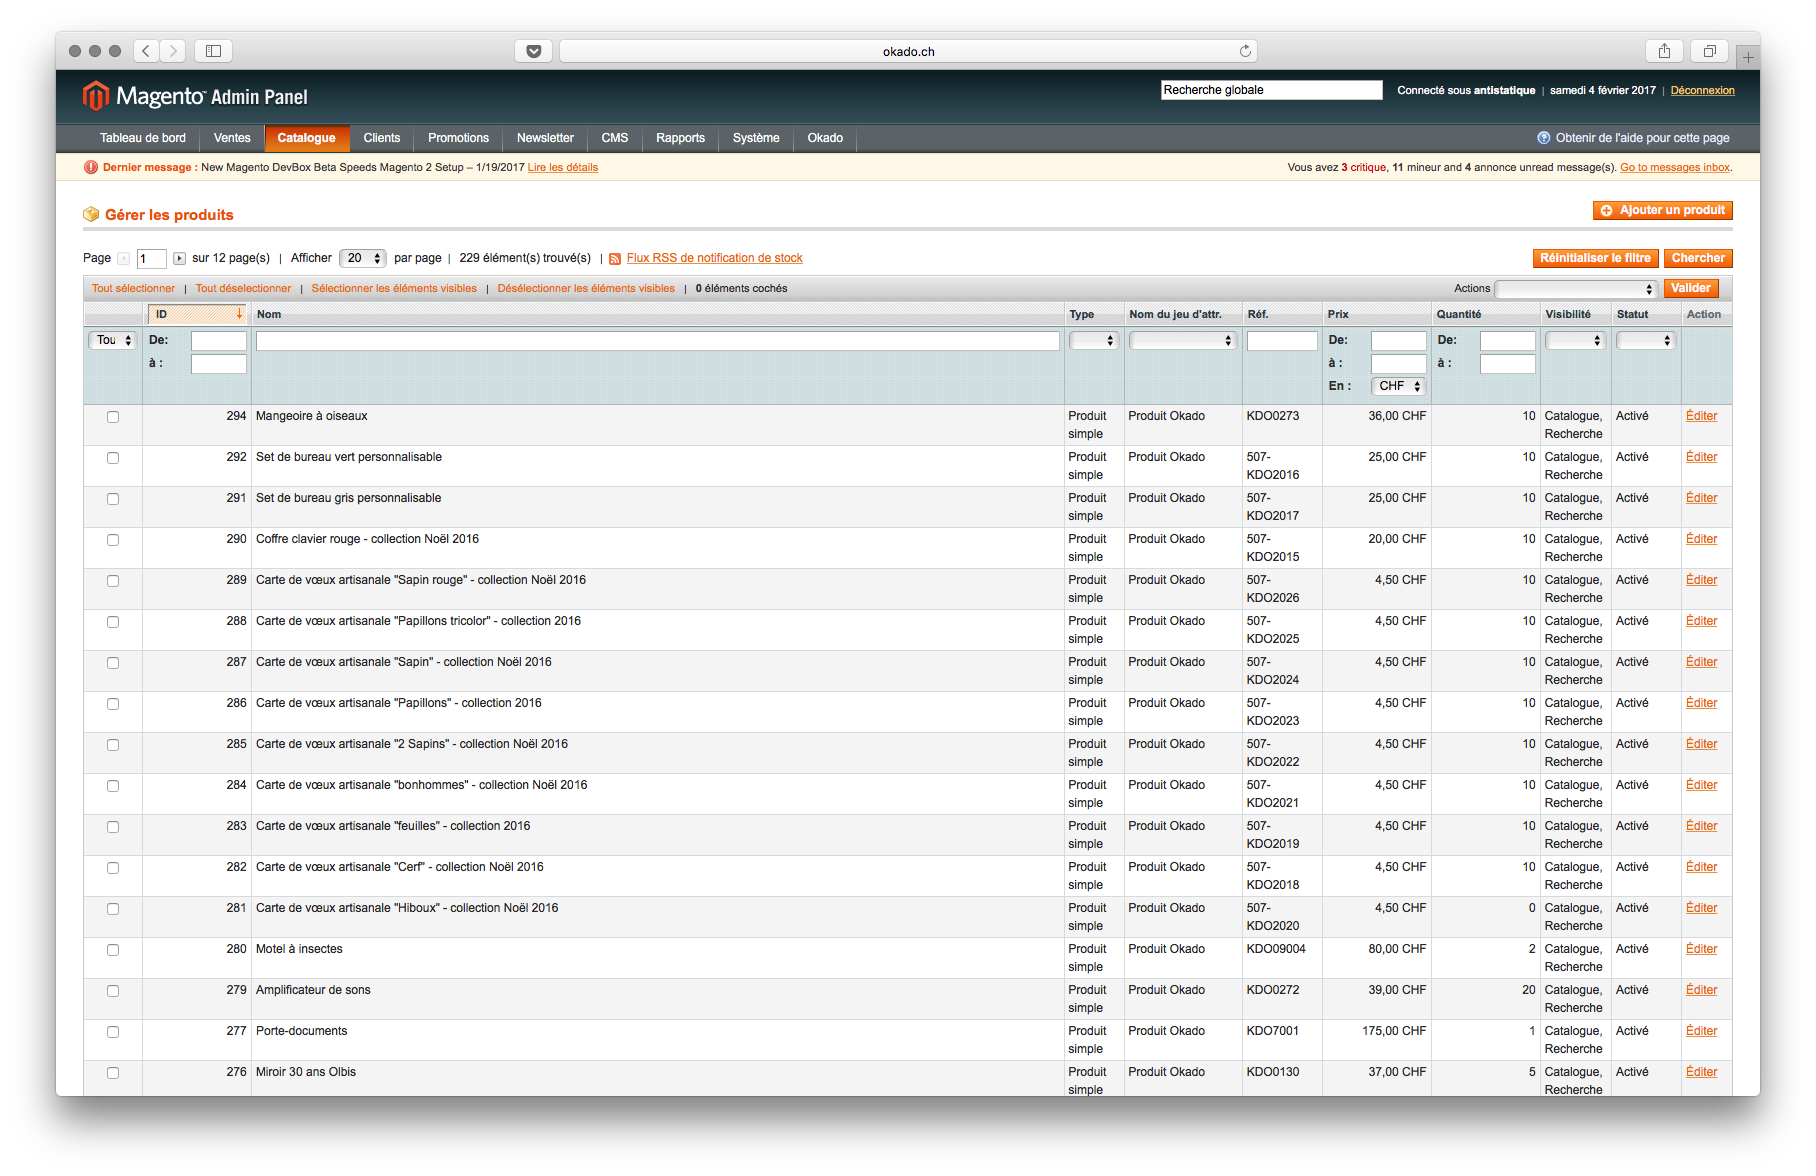 okado.ch
Magento™ Admin Panel
Recherche globale
Connecté sous antistatique | samedi 4 février 2017 | Déconnexion
Tableau de bord Ventes Catalogue Clients Promotions Newsletter CMS Rapports Système Okado
Obtenir de l'aide pour cette page
Dernier message : New Magento DevBox Beta Speeds Magento 2 Setup – 1/19/2017 Lire les détails
Vous avez 3 critique, 11 mineur and 4 annonce unread message(s). Go to messages inbox.
Gérer les produits
Ajouter un produit
Page 1 sur 12 page(s) | Afficher 20 par page | 229 élément(s) trouvé(s) | Flux RSS de notification de stock
Réinitialiser le filtre Chercher
Tout sélectionner | Tout déselectionner | Sélectionner les éléments visibles | Désélectionner les éléments visibles | 0 éléments cochés
Actions Valider
ID Nom Type Nom du jeu d'attr. Réf. Prix Quantité Visibilité Statut Action
Tou De: De: De:
à : à : à :
En : CHF
294 Mangeoire à oiseaux Produit Produit Okado KDO0273 36,00 CHF 10 Catalogue, Activé Éditer
simple Recherche
292 Set de bureau vert personnalisable Produit Produit Okado 507- 25,00 CHF 10 Catalogue, Activé Éditer
simple KDO2016 Recherche
291 Set de bureau gris personnalisable Produit Produit Okado 507- 25,00 CHF 10 Catalogue, Activé Éditer
simple KDO2017 Recherche
290 Coffre clavier rouge - collection Noël 2016 Produit Produit Okado 507- 20,00 CHF 10 Catalogue, Activé Éditer
simple KDO2015 Recherche
289 Carte de vœux artisanale "Sapin rouge" - collection Noël 2016 Produit Produit Okado 507- 4,50 CHF 10 Catalogue, Activé Éditer
simple KDO2026 Recherche
288 Carte de vœux artisanale "Papillons tricolor" - collection 2016 Produit Produit Okado 507- 4,50 CHF 10 Catalogue, Activé Éditer
simple KDO2025 Recherche
287 Carte de vœux artisanale "Sapin" - collection Noël 2016 Produit Produit Okado 507- 4,50 CHF 10 Catalogue, Activé Éditer
simple KDO2024 Recherche
286 Carte de vœux artisanale "Papillons" - collection 2016 Produit Produit Okado 507- 4,50 CHF 10 Catalogue, Activé Éditer
simple KDO2023 Recherche
285 Carte de vœux artisanale "2 Sapins" - collection Noël 2016 Produit Produit Okado 507- 4,50 CHF 10 Catalogue, Activé Éditer
simple KDO2022 Recherche
284 Carte de vœux artisanale "bonhommes" - collection Noël 2016 Produit Produit Okado 507- 4,50 CHF 10 Catalogue, Activé Éditer
simple KDO2021 Recherche
283 Carte de vœux artisanale "feuilles" - collection 2016 Produit Produit Okado 507- 4,50 CHF 10 Catalogue, Activé Éditer
simple KDO2019 Recherche
282 Carte de vœux artisanale "Cerf" - collection Noël 2016 Produit Produit Okado 507- 4,50 CHF 10 Catalogue, Activé Éditer
simple KDO2018 Recherche
281 Carte de vœux artisanale "Hiboux" - collection Noël 2016 Produit Produit Okado 507- 4,50 CHF 0 Catalogue, Activé Éditer
simple KDO2020 Recherche
280 Motel à insectes Produit Produit Okado KDO09004 80,00 CHF 2 Catalogue, Activé Éditer
simple Recherche
279 Amplificateur de sons Produit Produit Okado KDO0272 39,00 CHF 20 Catalogue, Activé Éditer
simple Recherche
277 Porte-documents Produit Produit Okado KDO7001 175,00 CHF 1 Catalogue, Activé Éditer
simple Recherche
276 Miroir 30 ans Olbis Produit Produit Okado KDO0130 37,00 CHF 5 Catalogue, Activé Éditer
simple Recherche